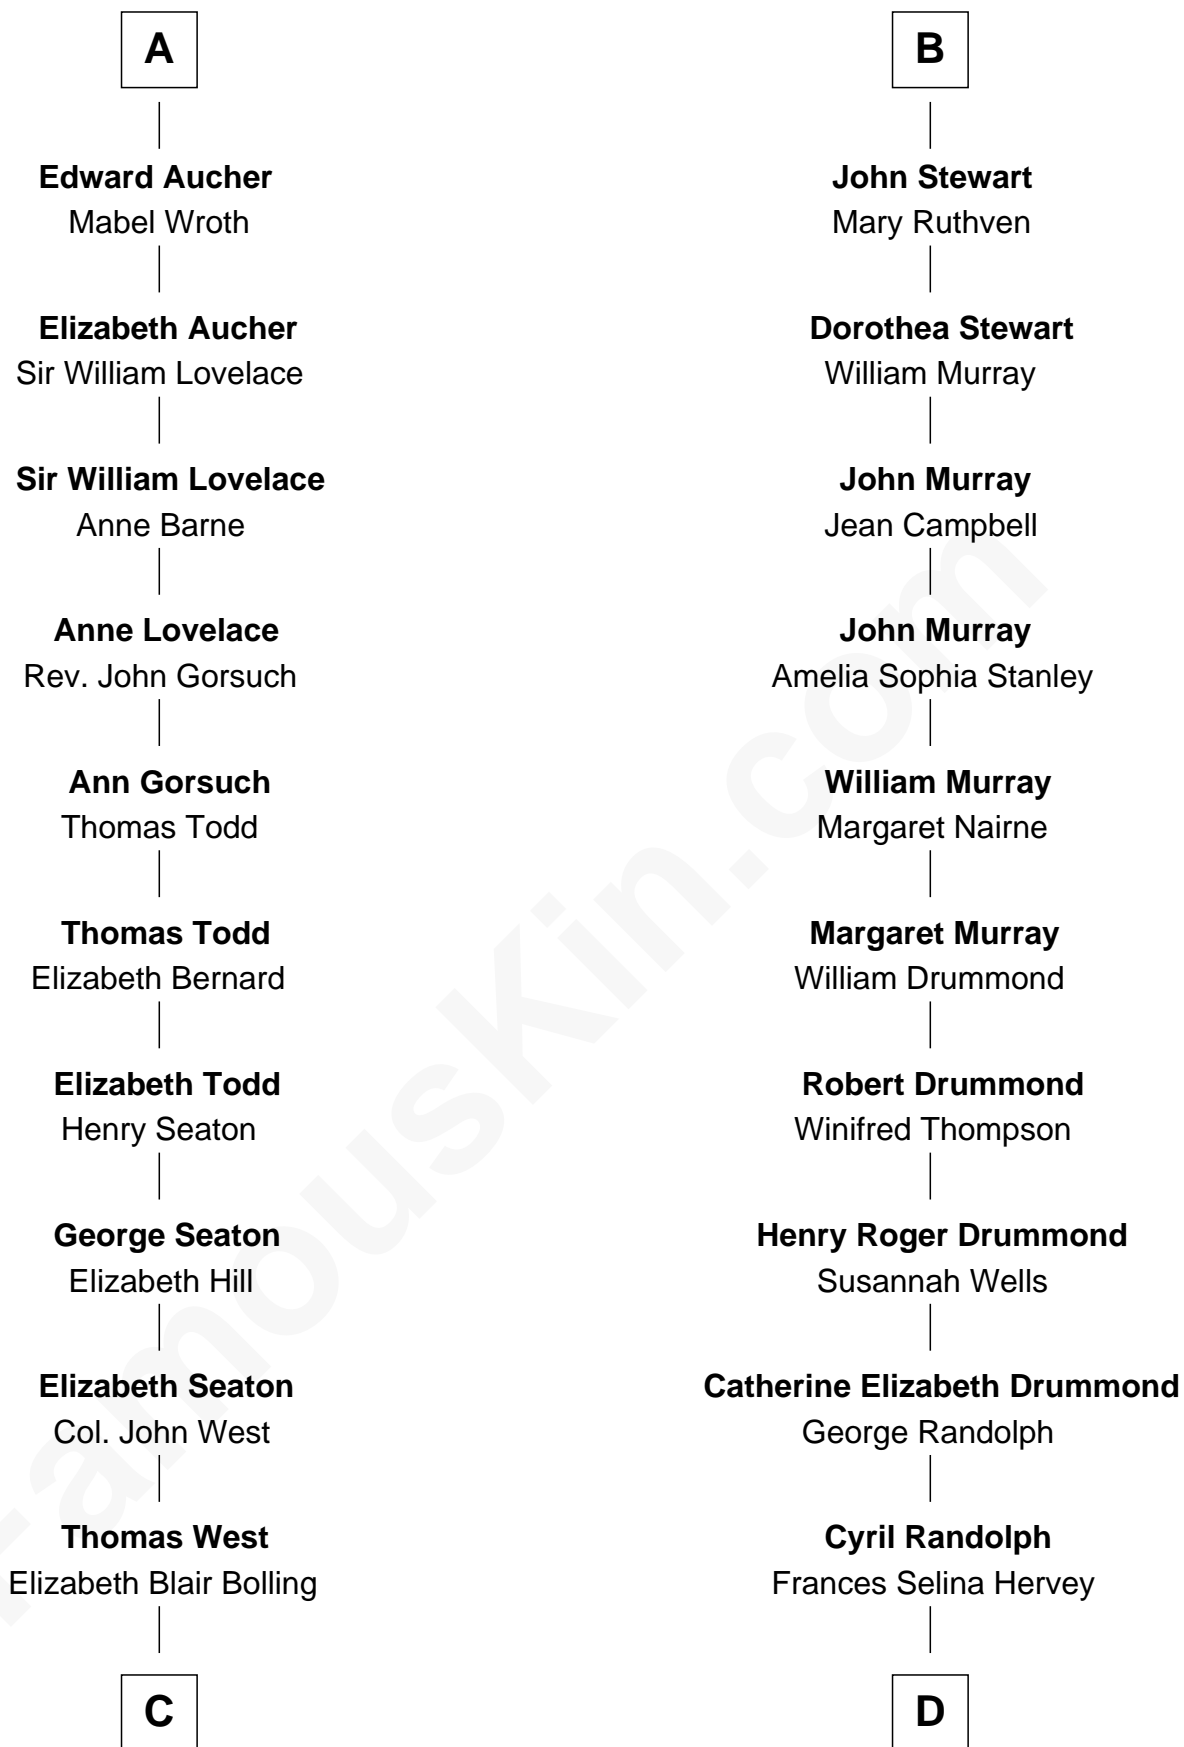 A
Edward Aucher
Mabel Wroth
Elizabeth Aucher
Sir William Lovelace
Sir William Lovelace
Anne Barne
Anne Lovelace
Rev. John Gorsuch
Ann Gorsuch
Thomas Todd
Thomas Todd
Elizabeth Bernard
Elizabeth Todd
Henry Seaton
George Seaton
Elizabeth Hill
Elizabeth Seaton
Col. John West
Thomas West
Elizabeth Blair Bolling
C
B
John Stewart
Mary Ruthven
Dorothea Stewart
William Murray
John Murray
Jean Campbell
John Murray
Amelia Sophia Stanley
William Murray
Margaret Nairne
Margaret Murray
William Drummond
Robert Drummond
Winifred Thompson
Henry Roger Drummond
Susannah Wells
Catherine Elizabeth Drummond
George Randolph
Cyril Randolph
Frances Selina Hervey
D
FamousKin.com